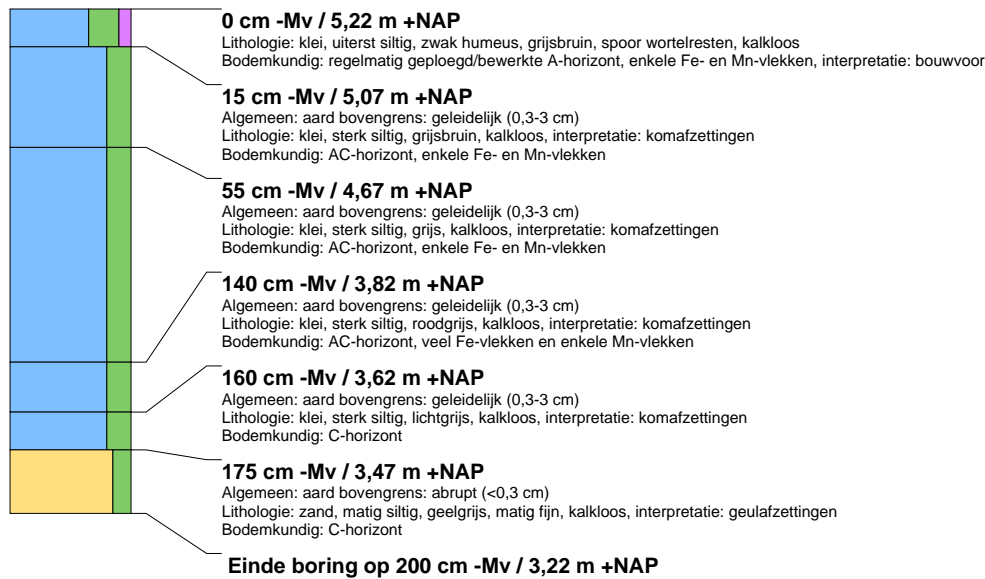 0 cm -Mv / 5,22 m +NAP
Lithologie: klei, uiterst siltig, zwak humeus, grijsbruin, spoor wortelresten, kalkloos
Bodemkundig: regelmatig geploegd/bewerkte A-horizont, enkele Fe- en Mn-vlekken, interpretatie: bouwvoor
15 cm -Mv / 5,07 m +NAP
Algemeen: aard bovengrens: geleidelijk (0,3-3 cm)
Lithologie: klei, sterk siltig, grijsbruin, kalkloos, interpretatie: komafzettingen
Bodemkundig: AC-horizont, enkele Fe- en Mn-vlekken
55 cm -Mv / 4,67 m +NAP
Algemeen: aard bovengrens: geleidelijk (0,3-3 cm)
Lithologie: klei, sterk siltig, grijs, kalkloos, interpretatie: komafzettingen
Bodemkundig: AC-horizont, enkele Fe- en Mn-vlekken
140 cm -Mv / 3,82 m +NAP
Algemeen: aard bovengrens: geleidelijk (0,3-3 cm)
Lithologie: klei, sterk siltig, roodgrijs, kalkloos, interpretatie: komafzettingen
Bodemkundig: AC-horizont, veel Fe-vlekken en enkele Mn-vlekken
160 cm -Mv / 3,62 m +NAP
Algemeen: aard bovengrens: geleidelijk (0,3-3 cm)
Lithologie: klei, sterk siltig, lichtgrijs, kalkloos, interpretatie: komafzettingen
Bodemkundig: C-horizont
175 cm -Mv / 3,47 m +NAP
Algemeen: aard bovengrens: abrupt (<0,3 cm)
Lithologie: zand, matig siltig, geelgrijs, matig fijn, kalkloos, interpretatie: geulafzettingen
Bodemkundig: C-horizont
Einde boring op 200 cm -Mv / 3,22 m +NAP